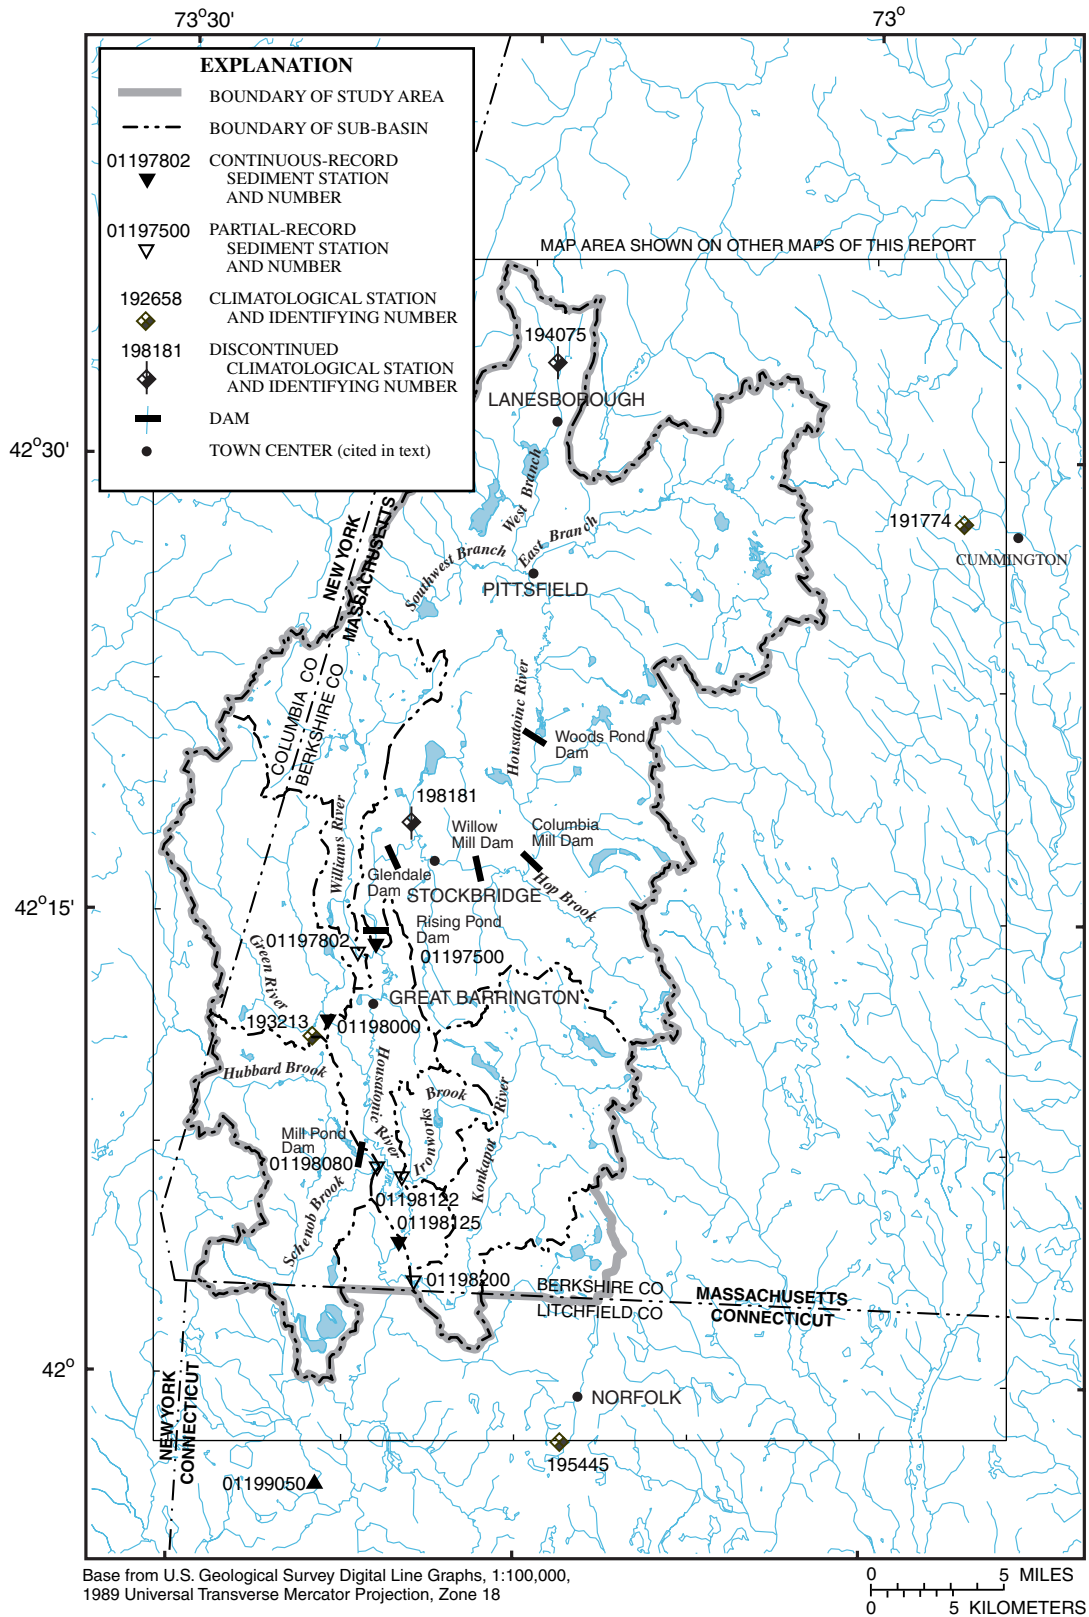 73°30'
73°
EXPLANATION
BOUNDARY OF STUDY AREA
BOUNDARY OF SUB-BASIN
01197802 CONTINUOUS-RECORD
SEDIMENT STATION
AND NUMBER
01197500 PARTIAL-RECORD
SEDIMENT STATION
AND NUMBER
192658 CLIMATOLOGICAL STATION
AND IDENTIFYING NUMBER
198181 DISCONTINUED
CLIMATOLOGICAL STATION
AND IDENTIFYING NUMBER
DAM
TOWN CENTER (cited in text)
MAP AREA SHOWN ON OTHER MAPS OF THIS REPORT
194075
LANESBOROUGH
42°30'
West Branch
East Branch
Southwest Branch
PITTSFIELD
191774
CUMMINGTON
NEW YORK
MASSACHUSETTS
COLUMBIA CO
BERKSHIRE CO
Housatoinc River
Woods Pond
Dam
198181
Willow
Mill Dam
Columbia
Mill Dam
Williams River
Glendale
Dam
STOCKBRIDGE
Hop Brook
42°15'
Rising Pond
Dam
01197802
01197500
Green River
GREAT BARRINGTON
193213
01198000
Hubbard Brook
Housatonic
River
Ironworks
Brook
Konkapot
River
Mill Pond
Dam
01198080
01198122
Schenob Brook
01198125
01198200
BERKSHIRE CO
LITCHFIELD CO
MASSACHUSETTS
CONNECTICUT
42°
NEW YORK
CONNECTICUT
NORFOLK
195445
01199050
Base from U.S. Geological Survey Digital Line Graphs, 1:100,000,
1989 Universal Transverse Mercator Projection, Zone 18
0 5 MILES
0 5 KILOMETERS